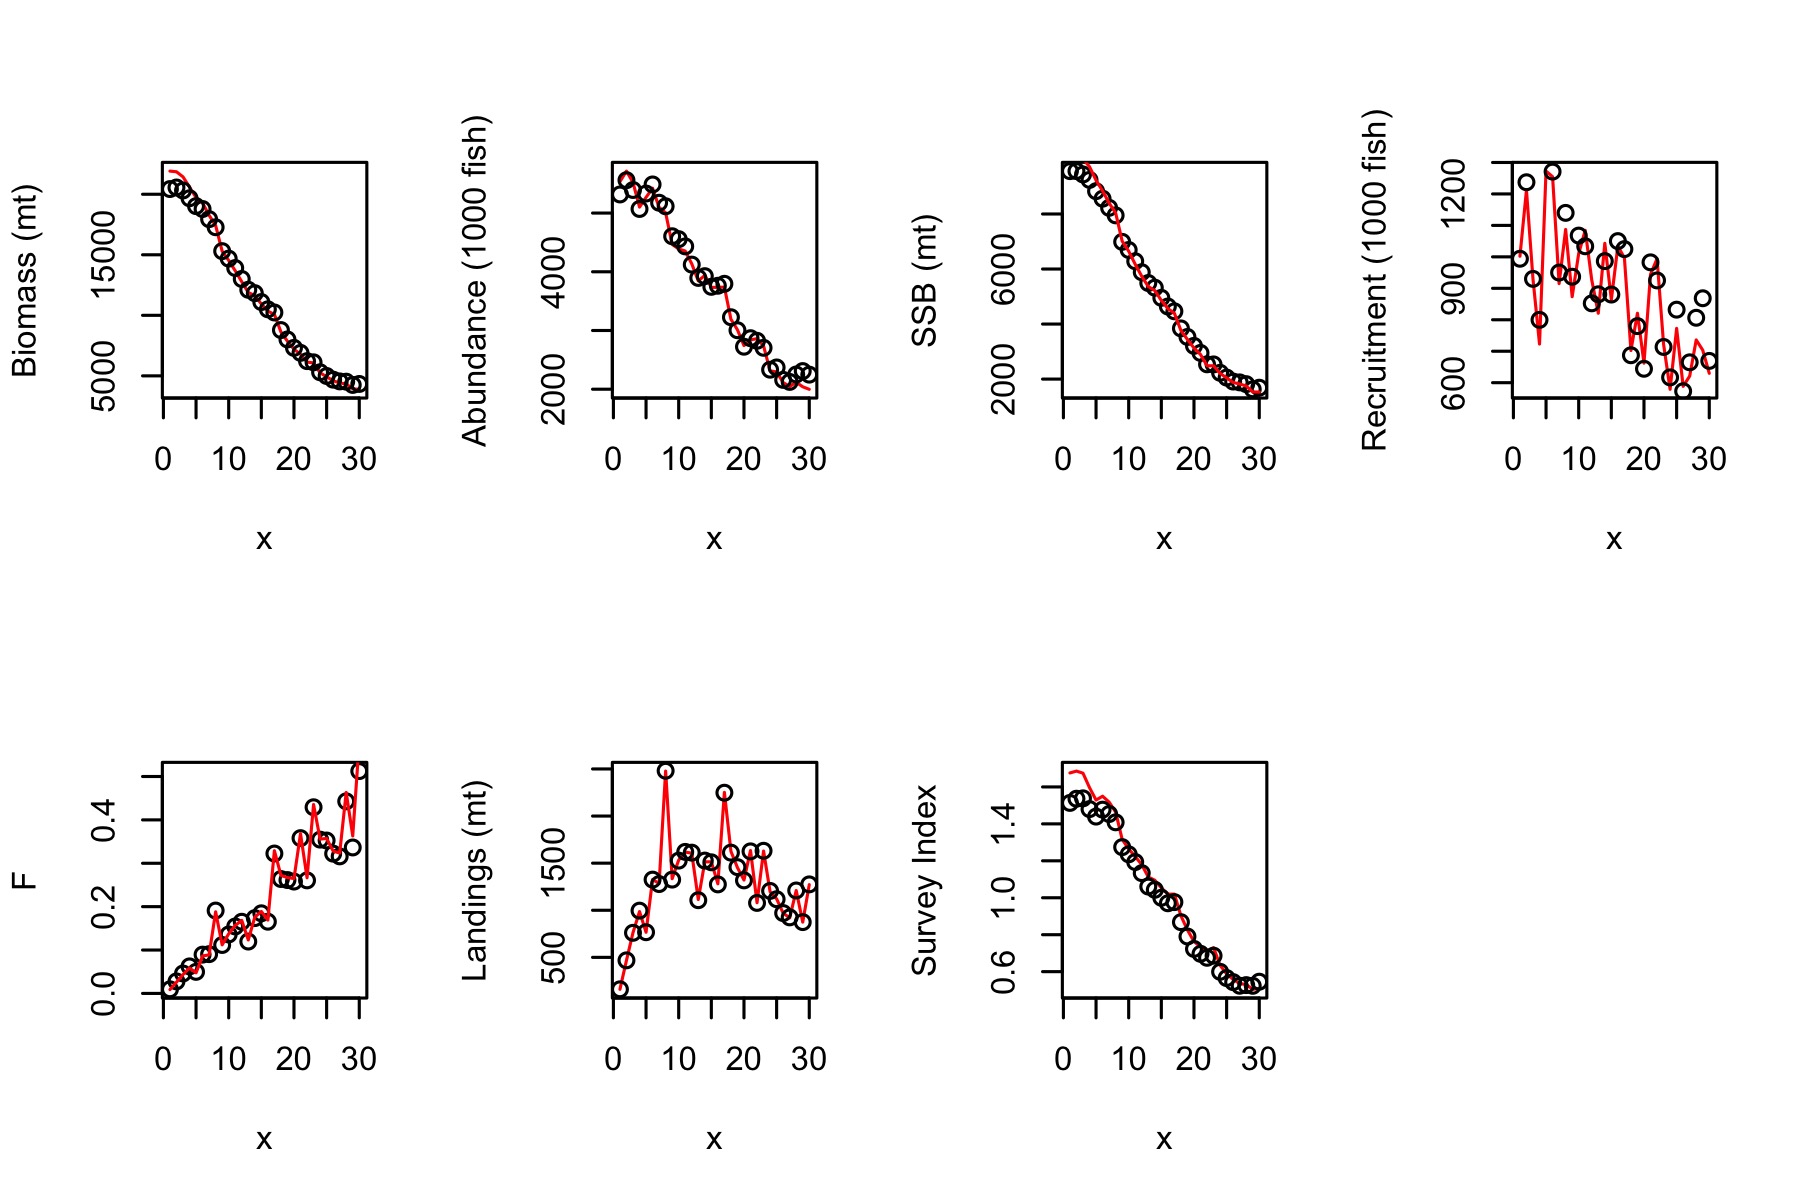 Biomass (mt)
5000 15000
0 10 20 30
x
Abundance (1000 fish)
2000 4000
0 10 20 30
x
SSB (mt)
2000 6000
0 10 20 30
x
Recruitment (1000 fish)
600 900 1200
0 10 20 30
x
F
0.0 0.2 0.4
0 10 20 30
x
Landings (mt)
500 1500
0 10 20 30
x
Survey Index
0.6 1.0 1.4
0 10 20 30
x